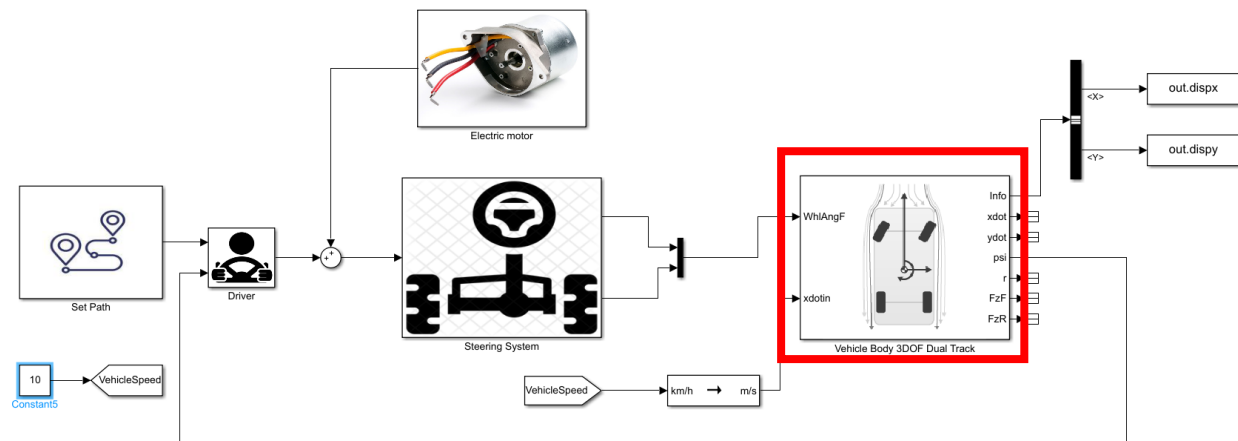 Electric motor
<X>
out.dispx
<Y>
out.dispy
Set Path
Driver
+
+
Steering System
WhlAngF
xdotin
Info
xdot
ydot
psi
r
FzF
FzR
Vehicle Body 3DOF Dual Track
10
Constant5
VehicleSpeed
VehicleSpeed
km/h
m/s